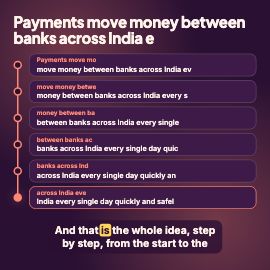 Payments move money between
banks across India e
Payments move mo
move money between banks across India ev
move money betwe
money between banks across India every s
money between ba
between banks across India every single
between banks ac
banks across India every single day quic
banks across Ind
across India every single day quickly an
across India eve
India every single day quickly and safel
And that is the whole idea, step
by step, from the start to the